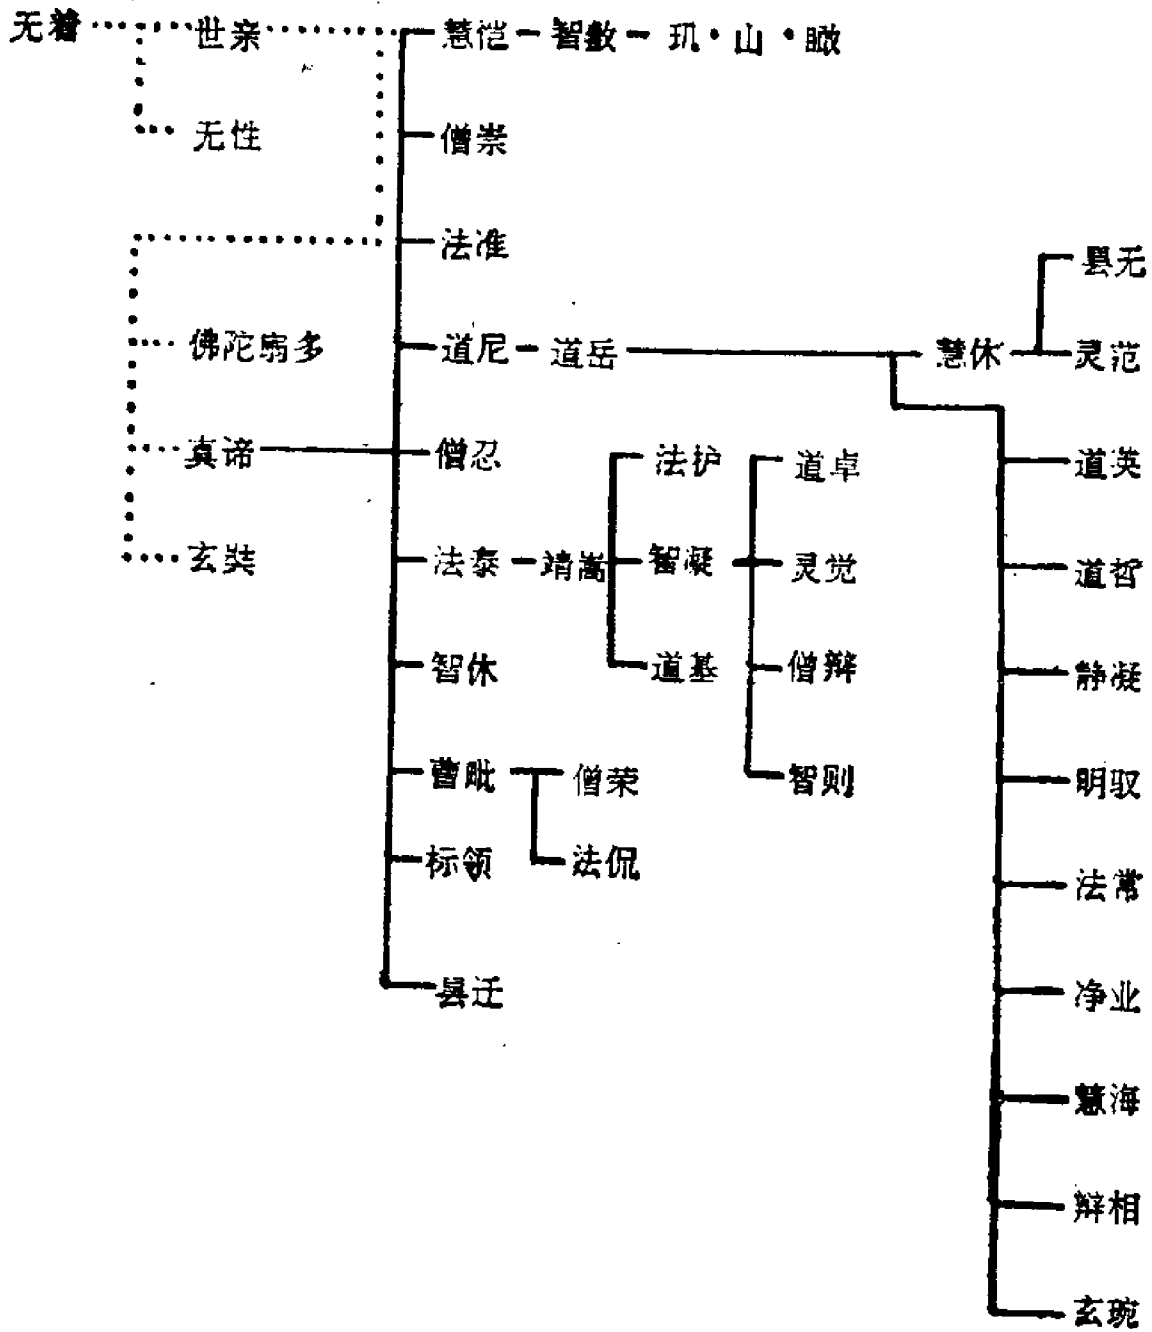 无着 世亲 慧恺 智敫 玑·山·瞰
无性 僧崇
法准 昙无
佛陀扇多 道尼 道岳 慧休 灵范
真谛 僧忍 法护 道卓 道英
玄奘 法泰 靖嵩 智凝 灵觉 道哲
智休 道基 僧辩 静凝
曹毗 僧荣 智则 明驭
标领 法侃 法常
昙迁 净业
慧海
辩相
玄琬